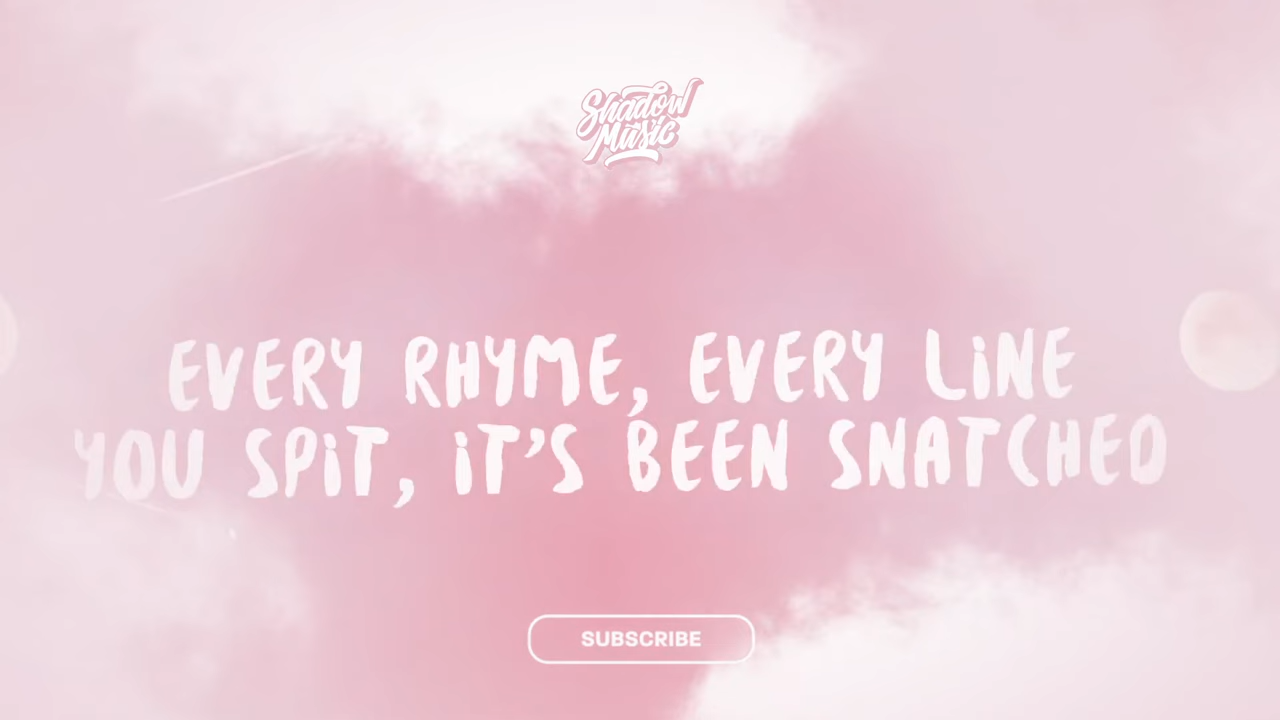 Shadow
Music
EVERY RHYME, EVERY LiNE
YOU SPiT, iT'S BEEN SNATCHED
SUBSCRIBE